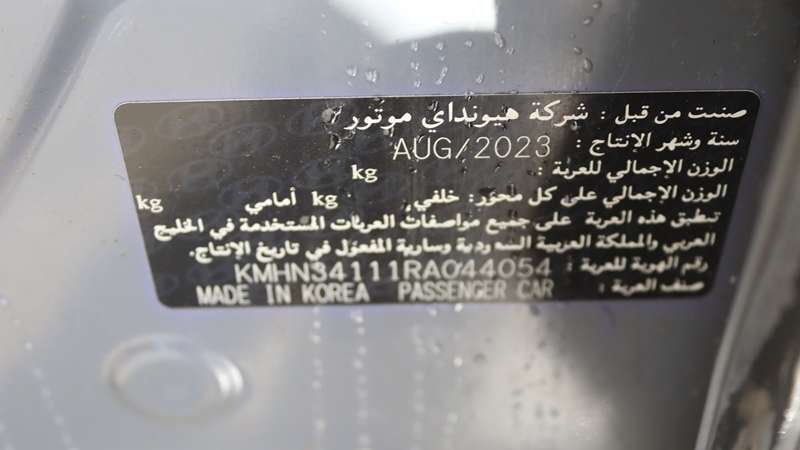 صنعت من قبل : شركة هيونداي موتور
سنة وشهر الانتاج : AUG/2023
الوزن الإجمالي للعربة : kg
الوزن الإجمالي على كل محور: خلفي kg أمامي kg
تنطبق هذه العربة على جميع مواصفات العربات المستخدمة في الخليج
العربي والمملكة العربية السعودية وسارية المفعول في تاريخ الإنتاج.
رقم الهوية للعربة : KMHN34111RA044054
صنف العربة : MADE IN KOREA PASSENGER CAR